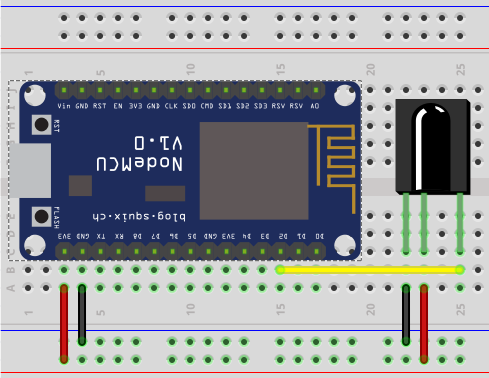 1 5 10 15 20 25
Vin GND RST EN 3V3 GND CLK SD0 CMD SD1 SD2 SD3 RSV RSV A0
RST
NodeMCU
V1.0
FLASH
blog.squix.ch
3V3 GND TX RX D8 D7 D6 D5 GND 3V3 D4 D3 D2 D1 D0
B
A
1 5 10 15 20 25